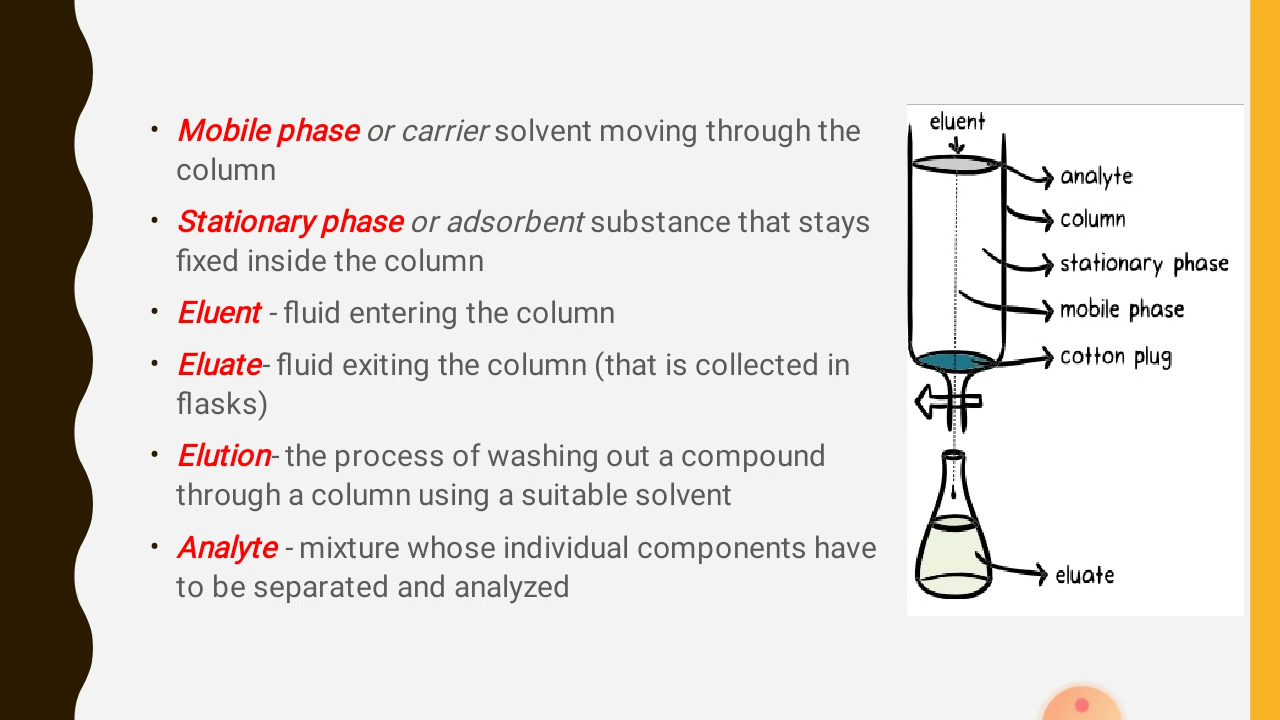 • Mobile phase or carrier solvent moving through the
column
• Stationary phase or adsorbent substance that stays
fixed inside the column
• Eluent - fluid entering the column
• Eluate- fluid exiting the column (that is collected in
flasks)
• Elution- the process of washing out a compound
through a column using a suitable solvent
• Analyte - mixture whose individual components have
to be separated and analyzed
eluent
analyte
column
stationary phase
mobile phase
cotton plug
eluate